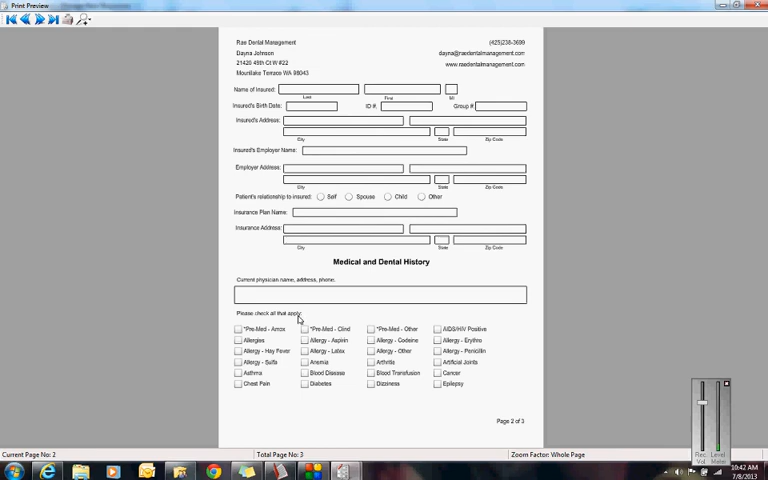 Print Preview
Rae Dental Management (425)238-3699
Dayna Johnson dayna@raedentalmanagement.com
21420 49th Ct W #22 www.raedentalmanagement.com
Mountlake Terrace WA 98043
Name of Insured:
Last First MI
Insured's Birth Date: ID #: Group #
Insured's Address:
City State Zip Code
Insured's Employer Name:
Employer Address:
City State Zip Code
Patient's relationship to insured: Self Spouse Child Other
Insurance Plan Name:
Insurance Address:
City State Zip Code
Medical and Dental History
Current physician name, address, phone.
Please check all that apply:
*Pre-Med - Amox *Pre-Med - Clind *Pre-Med - Other AIDS/HIV Positive
Allergies Allergy - Aspirin Allergy - Codeine Allergy - Erythro
Allergy - Hay Fever Allergy - Latex Allergy - Other Allergy - Penicillin
Allergy - Sulfa Anemia Arthritis Artificial Joints
Asthma Blood Disease Blood Transfusion Cancer
Chest Pain Diabetes Dizziness Epilepsy
Page 2 of 3
Current Page No: 2 Total Page No: 3 Zoom Factor: Whole Page
Rec. Vol Level Meter
10:42 AM
7/8/2013